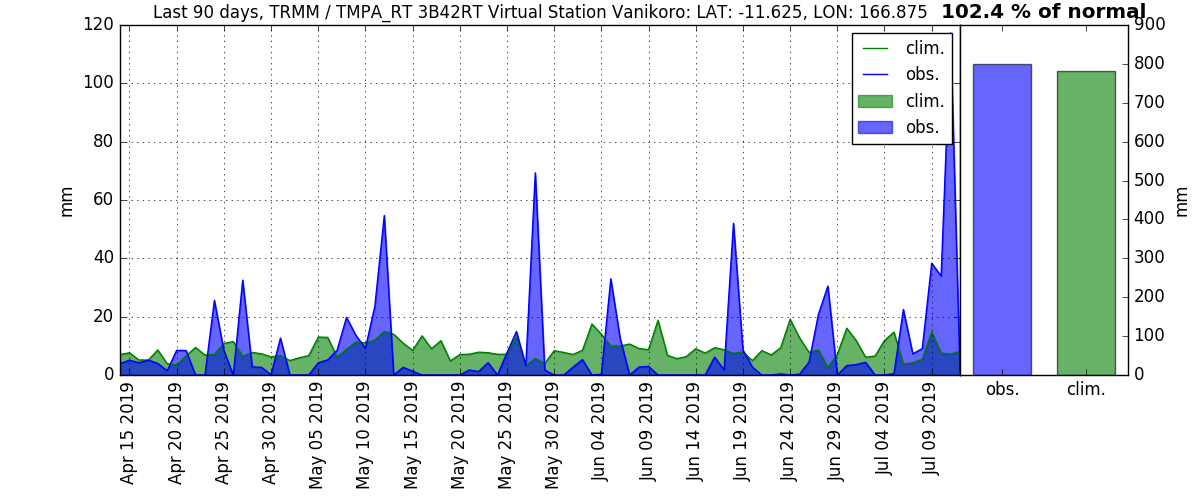 Last 90 days, TRMM / TMPA_RT 3B42RT Virtual Station Vanikoro: LAT: -11.625, LON: 166.875
102.4 % of normal
120
100
80
60
40
20
0
mm
clim.
obs.
clim.
obs.
900
800
700
600
500
400
300
200
100
0
mm
obs.
clim.
Apr 15 2019
Apr 20 2019
Apr 25 2019
Apr 30 2019
May 05 2019
May 10 2019
May 15 2019
May 20 2019
May 25 2019
May 30 2019
Jun 04 2019
Jun 09 2019
Jun 14 2019
Jun 19 2019
Jun 24 2019
Jun 29 2019
Jul 04 2019
Jul 09 2019